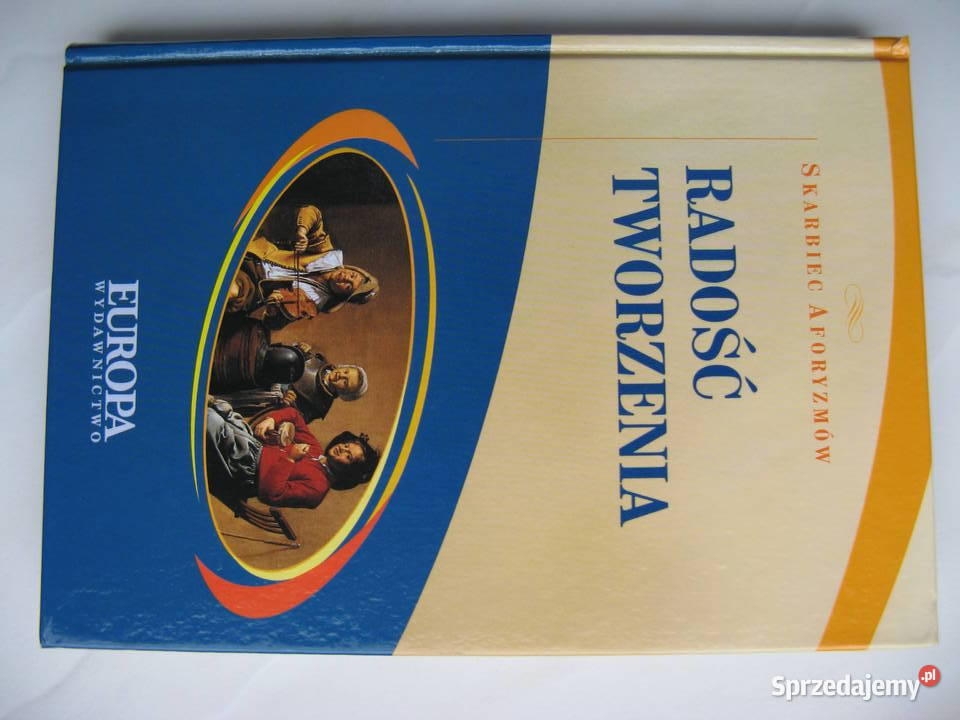 SKARBIEC AFORYZMÓW
RADOŚĆ
TWORZENIA
EUROPA
WYDAWNICTWO
Sprzedajemy.pl